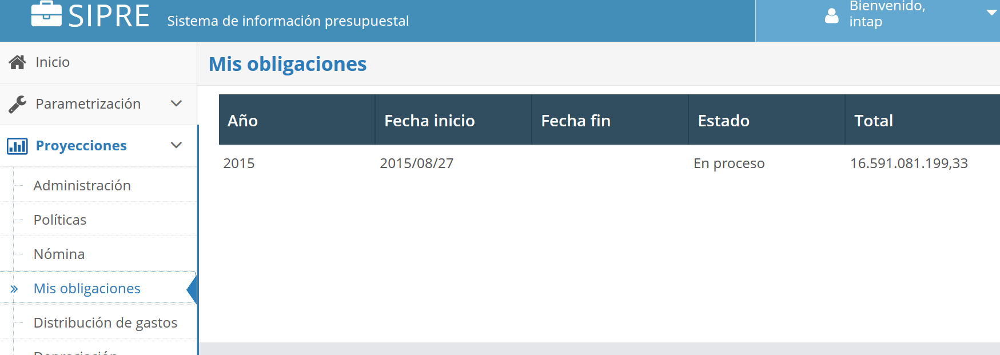 SIPRE Sistema de información presupuestal
Bienvenido,
intap
Inicio
Parametrización
Proyecciones
Administración
Políticas
Nómina
Mis obligaciones
Distribución de gastos
Depreciación
Mis obligaciones
Año Fecha inicio Fecha fin Estado Total
2015 2015/08/27 En proceso 16.591.081.199,33